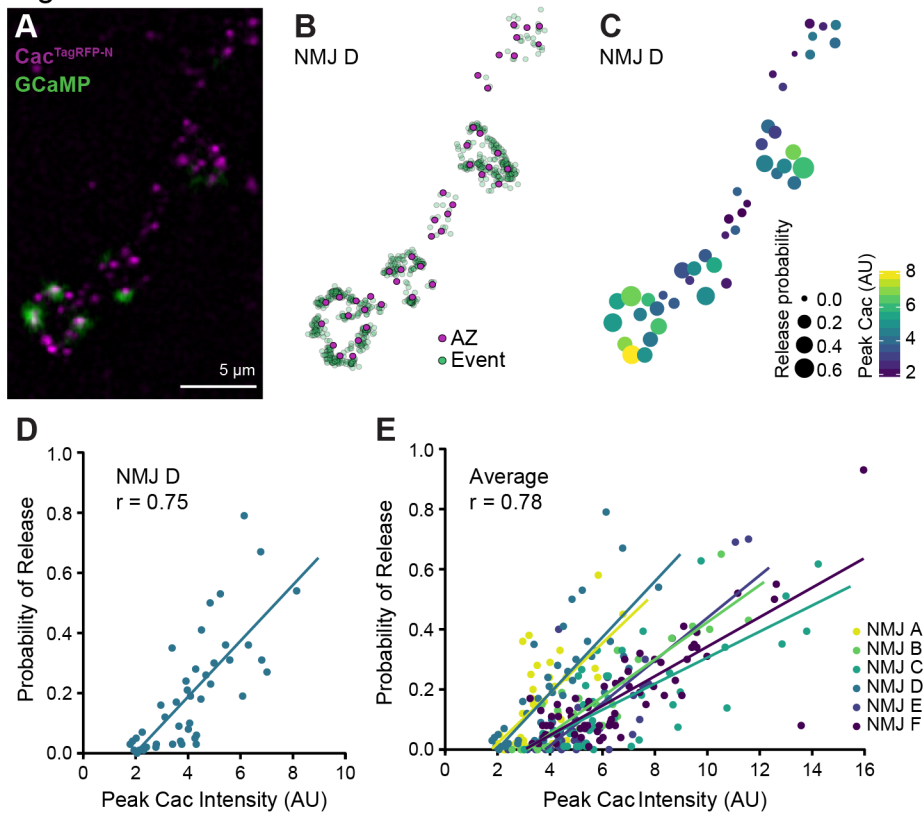 A
Cac^TagRFP-N
GCaMP
5 µm
B
NMJ D
AZ
Event
C
NMJ D
Release probability
0.0
0.2
0.4
0.6
Peak Cac (AU)
8
6
4
2
D
NMJ D
r = 0.75
Probability of Release
1.0
0.8
0.6
0.4
0.2
0.0
0 2 4 6 8 10
Peak Cac Intensity (AU)
E
Average
r = 0.78
Probability of Release
1.0
0.8
0.6
0.4
0.2
0.0
0 2 4 6 8 10 12 14 16
Peak Cac Intensity (AU)
NMJ A
NMJ B
NMJ C
NMJ D
NMJ E
NMJ F